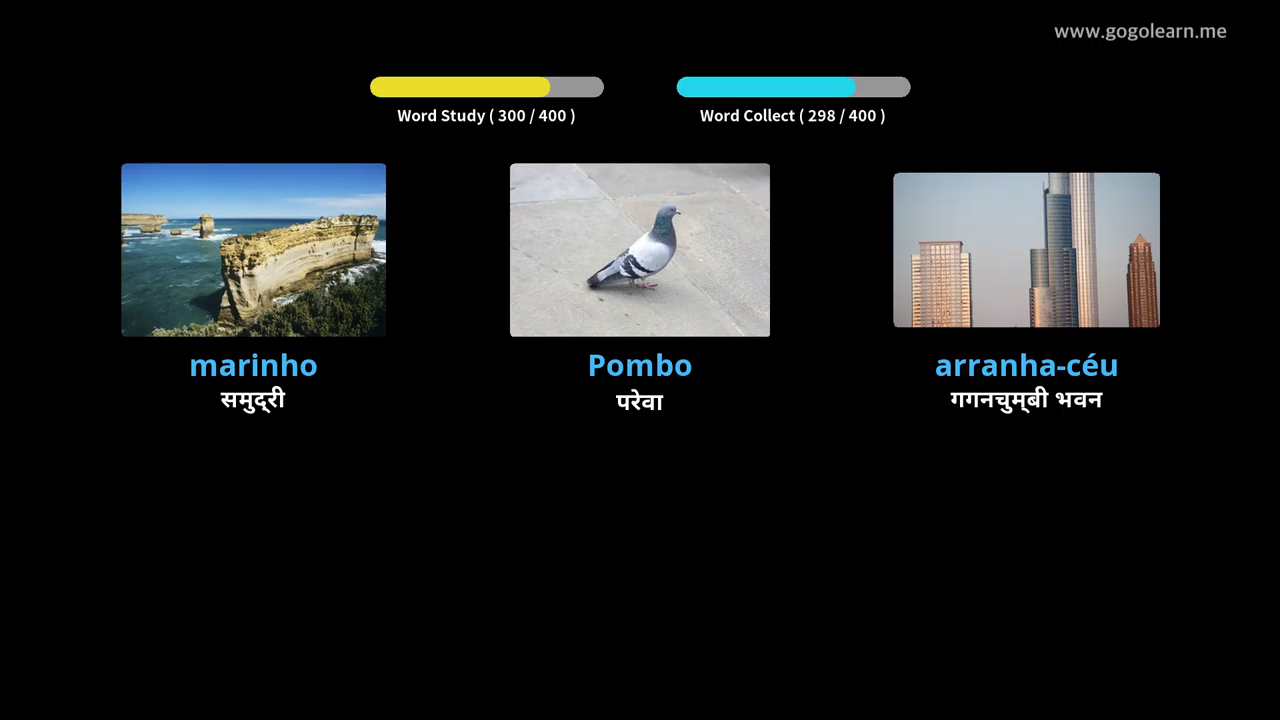 www.gogolearn.me
Word Study ( 300 / 400 )
Word Collect ( 298 / 400 )
marinho
समुद्री
Pombo
परेवा
arranha-céu
गगनचुम्बी भवन